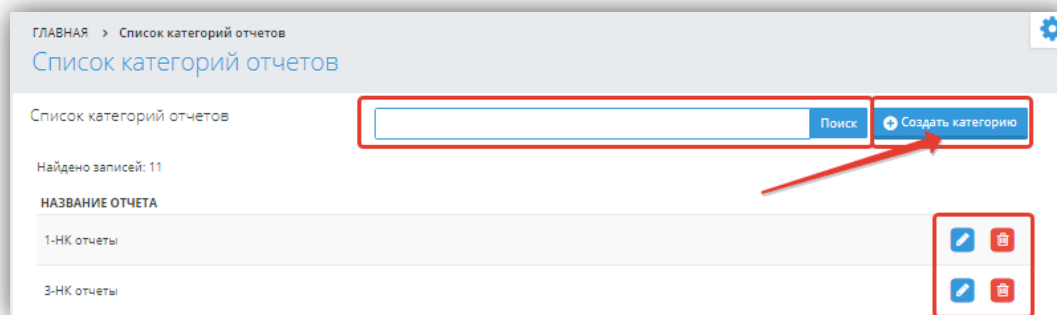 ГЛАВНАЯ > Список категорий отчетов
Список категорий отчетов
Список категорий отчетов
Поиск
Создать категорию
Найдено записей: 11
НАЗВАНИЕ ОТЧЕТА
1-НК отчеты
3-НК отчеты